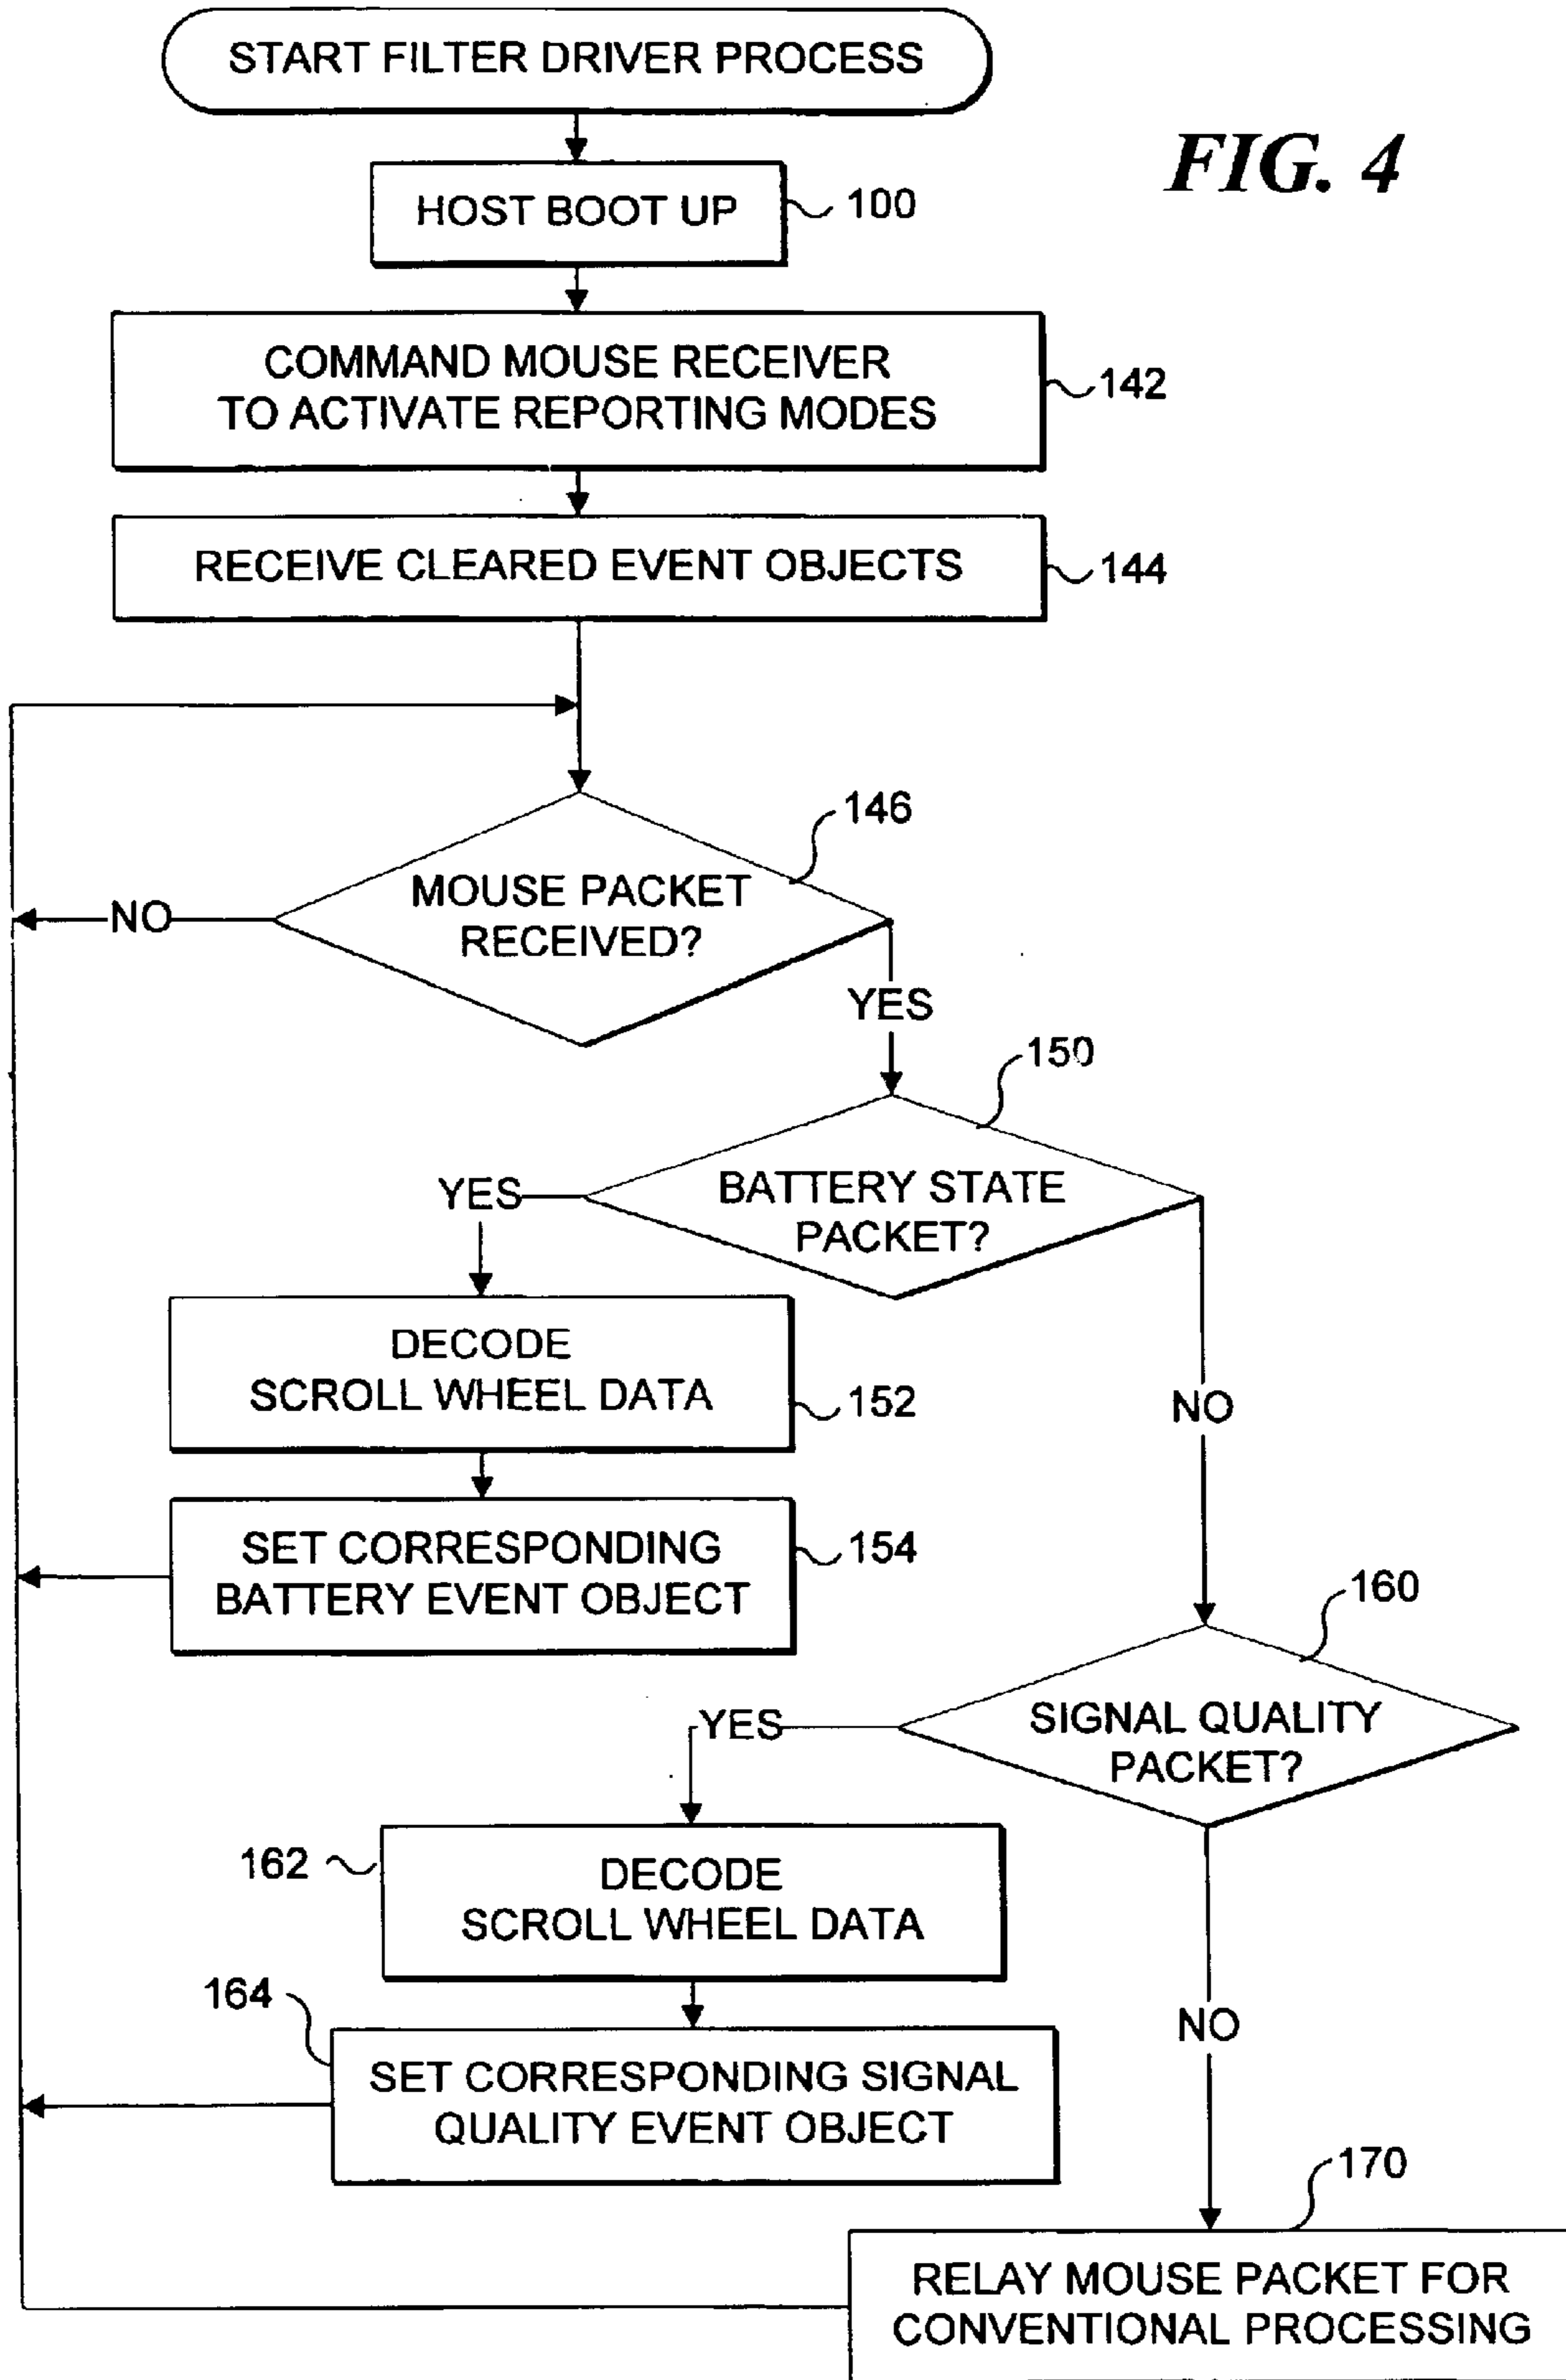 START FILTER DRIVER PROCESS
FIG. 4
HOST BOOT UP
100
COMMAND MOUSE RECEIVER
TO ACTIVATE REPORTING MODES
142
RECEIVE CLEARED EVENT OBJECTS
144
146
MOUSE PACKET
RECEIVED?
NO
YES
150
BATTERY STATE
PACKET?
YES
DECODE
SCROLL WHEEL DATA
152
NO
SET CORRESPONDING
BATTERY EVENT OBJECT
154
160
SIGNAL QUALITY
PACKET?
YES
162
DECODE
SCROLL WHEEL DATA
164
SET CORRESPONDING SIGNAL
QUALITY EVENT OBJECT
NO
170
RELAY MOUSE PACKET FOR
CONVENTIONAL PROCESSING